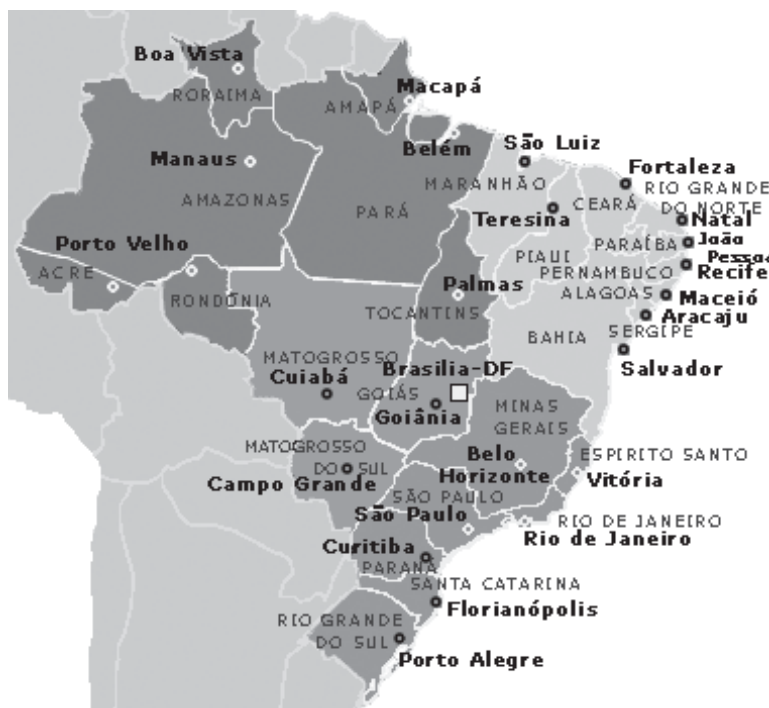 Boa Vista
RORAIMA
Macapá
AMAPÁ
Belém
São Luiz
Manaus
MARANHÃO
Fortaleza
AMAZONAS
PARÁ
Teresina
CEARÁ
RIO GRANDE
DO NORTE
Natal
Porto Velho
PIAUI
PARAÍBA
João
Pessoa
PERNAMBUCO
Recife
ACRE
RONDÔNIA
Palmas
TOCANTINS
ALAGOAS
Maceió
Aracaju
SERGIPE
BAHIA
Salvador
MATOGROSSO
Cuiabá
Brasilia-DF
GOIÁS
Goiânia
MINAS
GERAIS
MATOGROSSO
DO SUL
Campo Grande
Belo
Horizonte
ESPIRITO SANTO
Vitória
SÃO PAULO
São Paulo
RIO DE JANEIRO
Rio de Janeiro
Curitiba
PARANÁ
SANTA CATARINA
Florianópolis
RIO GRANDE
DO SUL
Porto Alegre